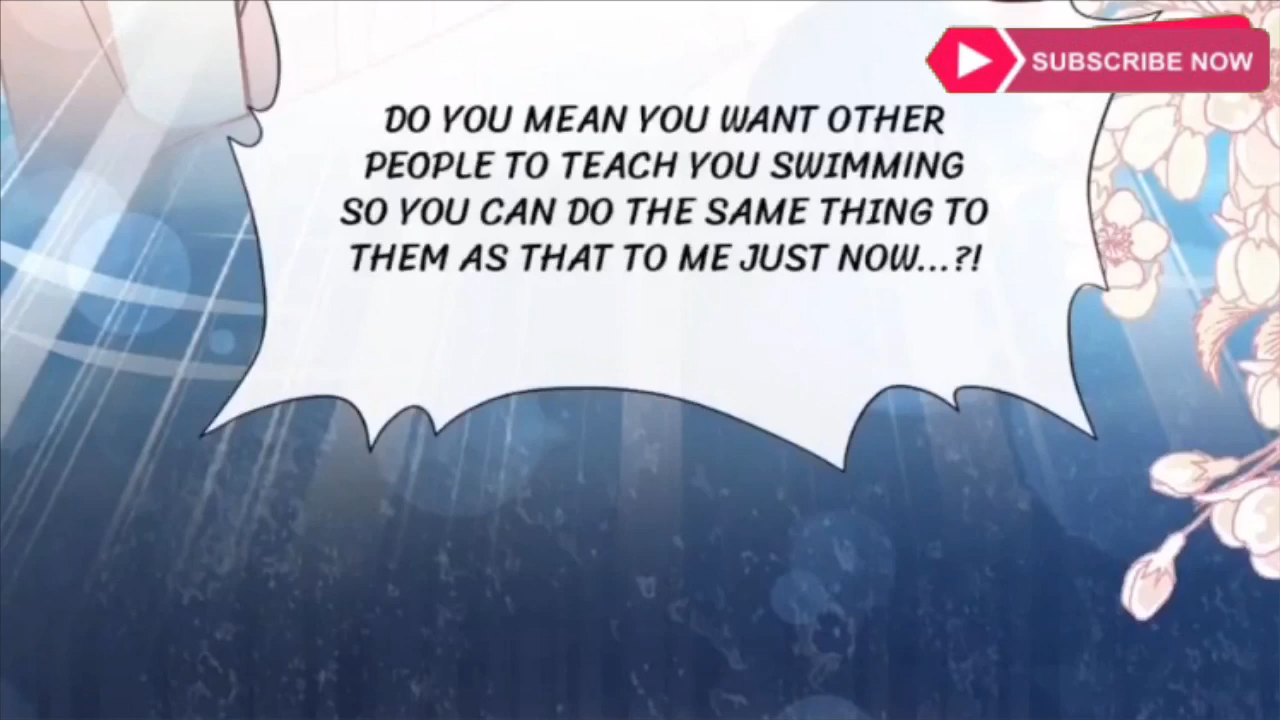 SUBSCRIBE NOW
DO YOU MEAN YOU WANT OTHER
PEOPLE TO TEACH YOU SWIMMING
SO YOU CAN DO THE SAME THING TO
THEM AS THAT TO ME JUST NOW...?!